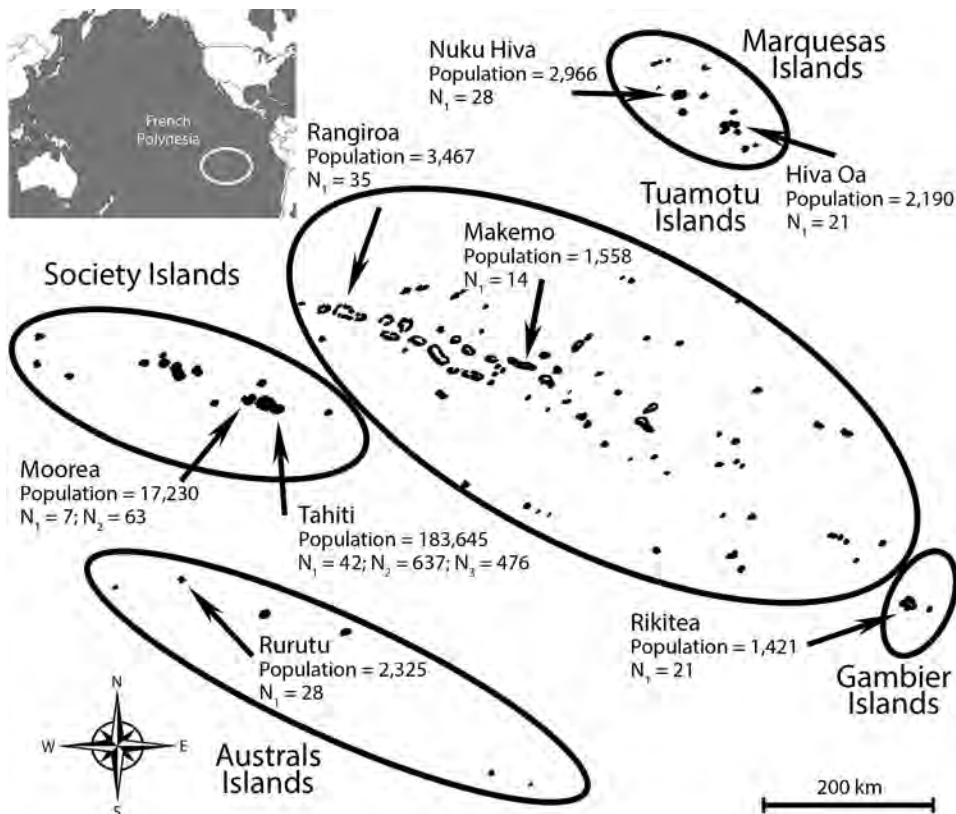 French
Polynesia
Nuku Hiva
Population = 2,966
N₁ = 28
Marquesas
Islands
Rangiroa
Population = 3,467
N₁ = 35
Hiva Oa
Population = 2,190
N₁ = 21
Tuamotu
Islands
Makemo
Population = 1,558
N₁ = 14
Society Islands
Moorea
Population = 17,230
N₁ = 7; N₂ = 63
Tahiti
Population = 183,645
N₁ = 42; N₂ = 637; N₃ = 476
Rurutu
Population = 2,325
N₁ = 28
Rikitea
Population = 1,421
N₁ = 21
Gambier
Islands
Australs
Islands
N
W
E
S
200 km